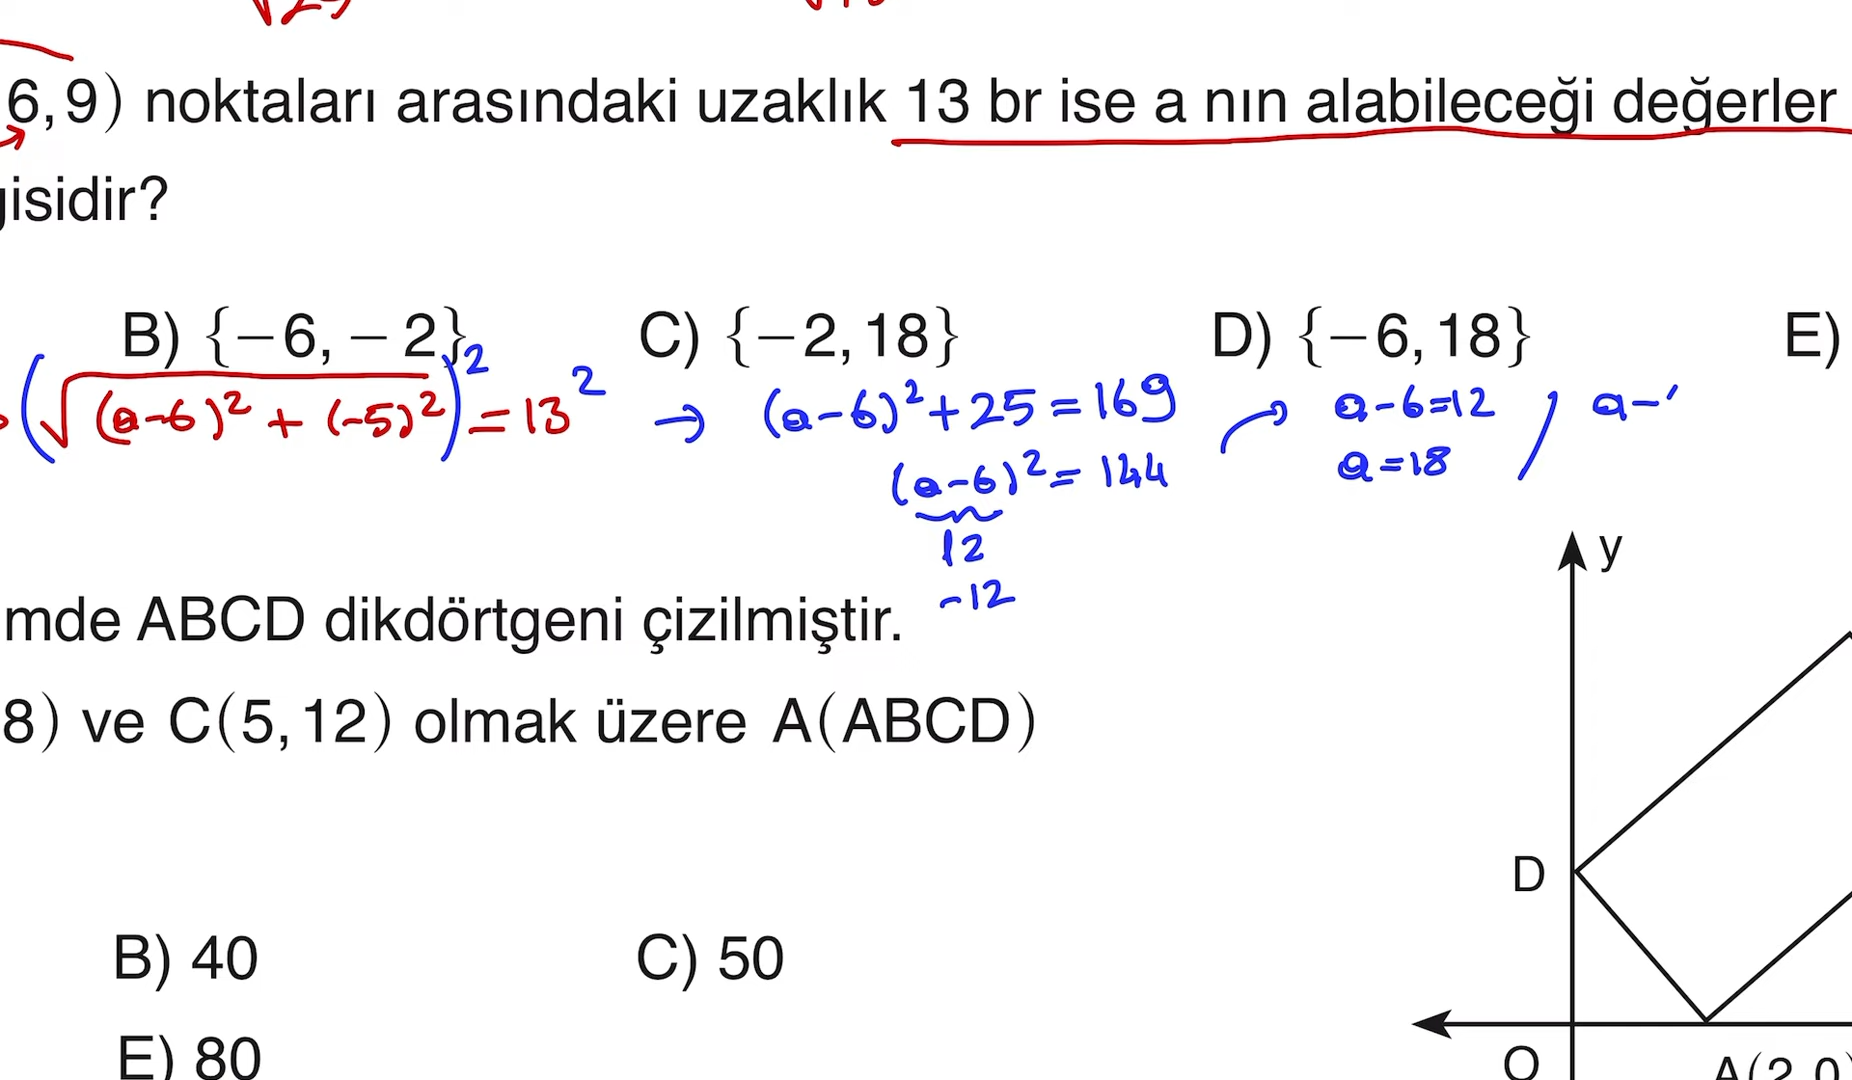 6,9) noktaları arasındaki uzaklık 13 br ise a nın alabileceği değerler
gisidir?
B) {−6, −2}
C) {−2, 18}
D) {−6, 18}
E)
(√(a-6)² + (-5)²)² = 13² → (a-6)² + 25 = 169
(a-6)² = 144
12
-12
a-6=12 / a-
a=18
mde ABCD dikdörtgeni çizilmiştir.
8) ve C(5,12) olmak üzere A(ABCD)
B) 40
C) 50
E) 80
y
D
O
A(2,0)